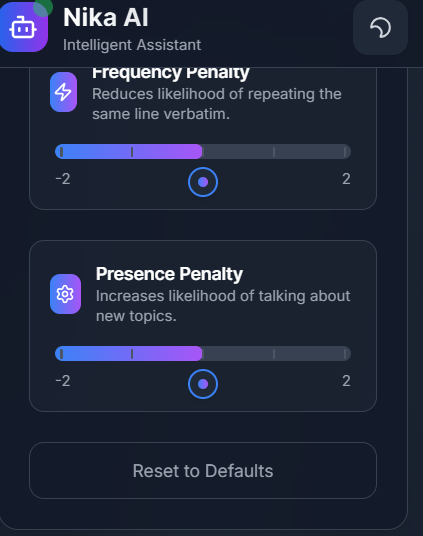 Nika AI
Intelligent Assistant
Frequency Penalty
Reduces likelihood of repeating the
same line verbatim.
-2 2
Presence Penalty
Increases likelihood of talking about
new topics.
-2 2
Reset to Defaults